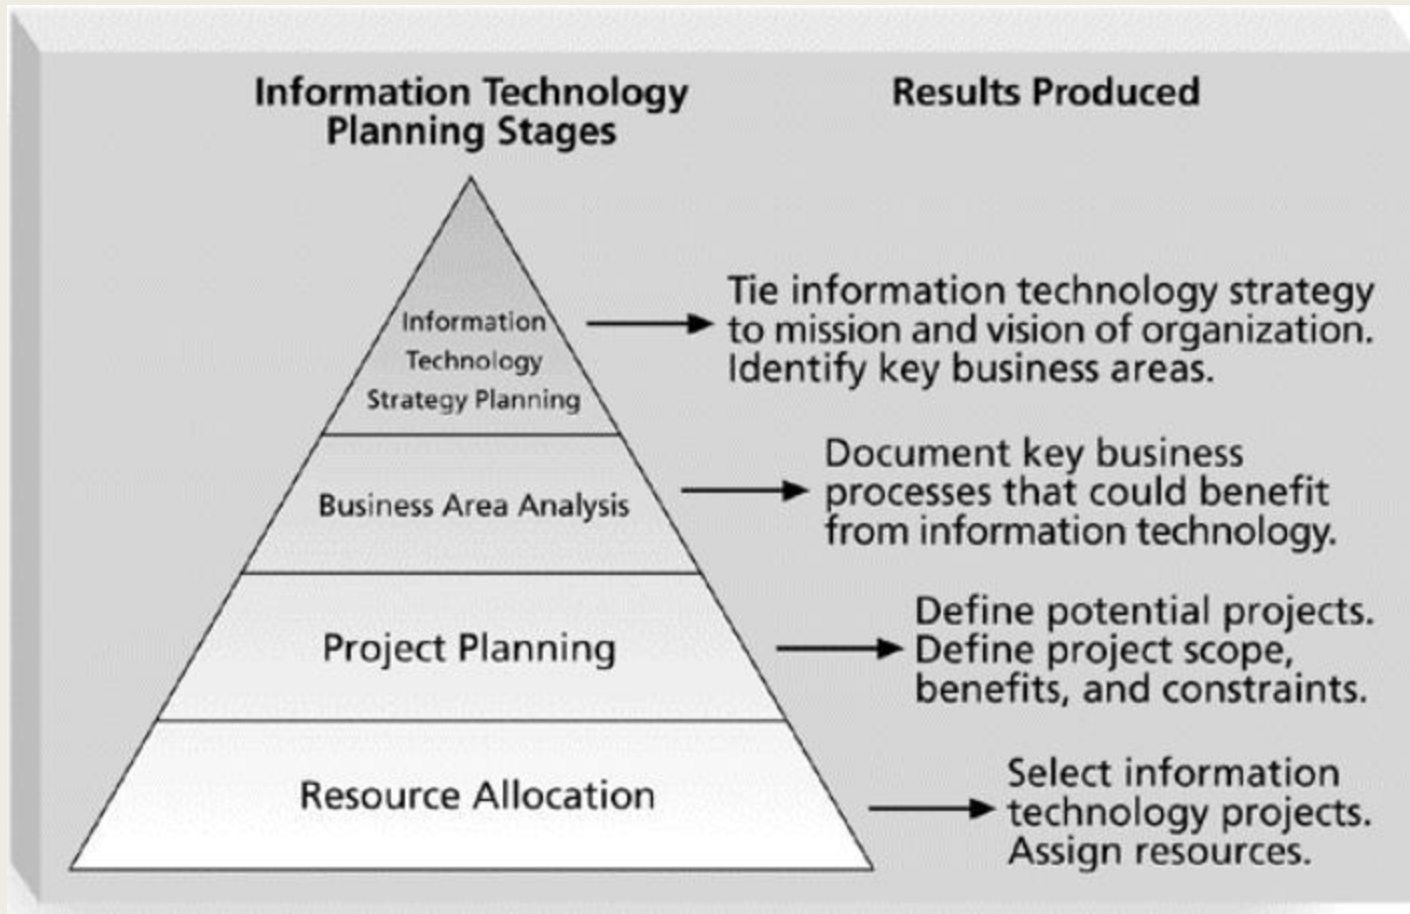 Information Technology
Planning Stages
Results Produced
Information
Technology
Strategy Planning
Tie information technology strategy
to mission and vision of organization.
Identify key business areas.
Business Area Analysis
Document key business
processes that could benefit
from information technology.
Project Planning
Define potential projects.
Define project scope,
benefits, and constraints.
Resource Allocation
Select information
technology projects.
Assign resources.